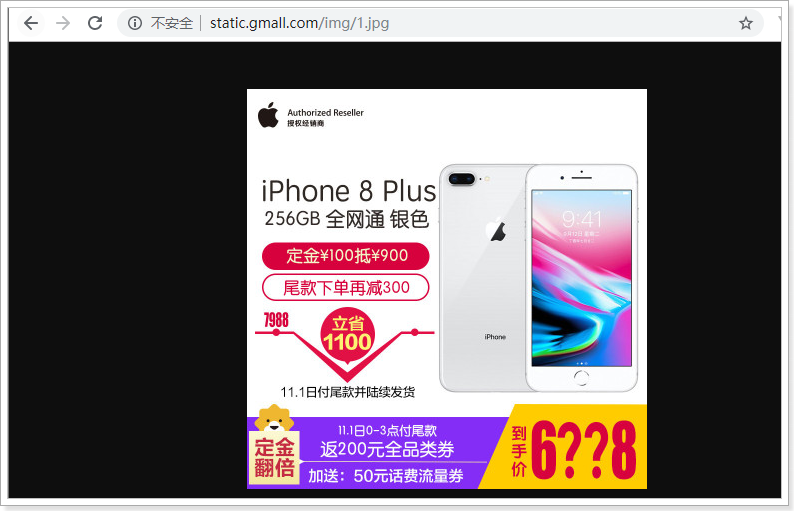 不安全
static.gmall.com/img/1.jpg
Authorized Reseller
授权经销商
iPhone 8 Plus
256GB 全网通 银色
定金¥100抵¥900
尾款下单再减300
7988
立省
1100
11.1日付尾款并陆续发货
9:41
iPhone
定金
翻倍
11.1日0-3点付尾款
返200元全品类券
加送：50元话费流量券
到手价
6??8